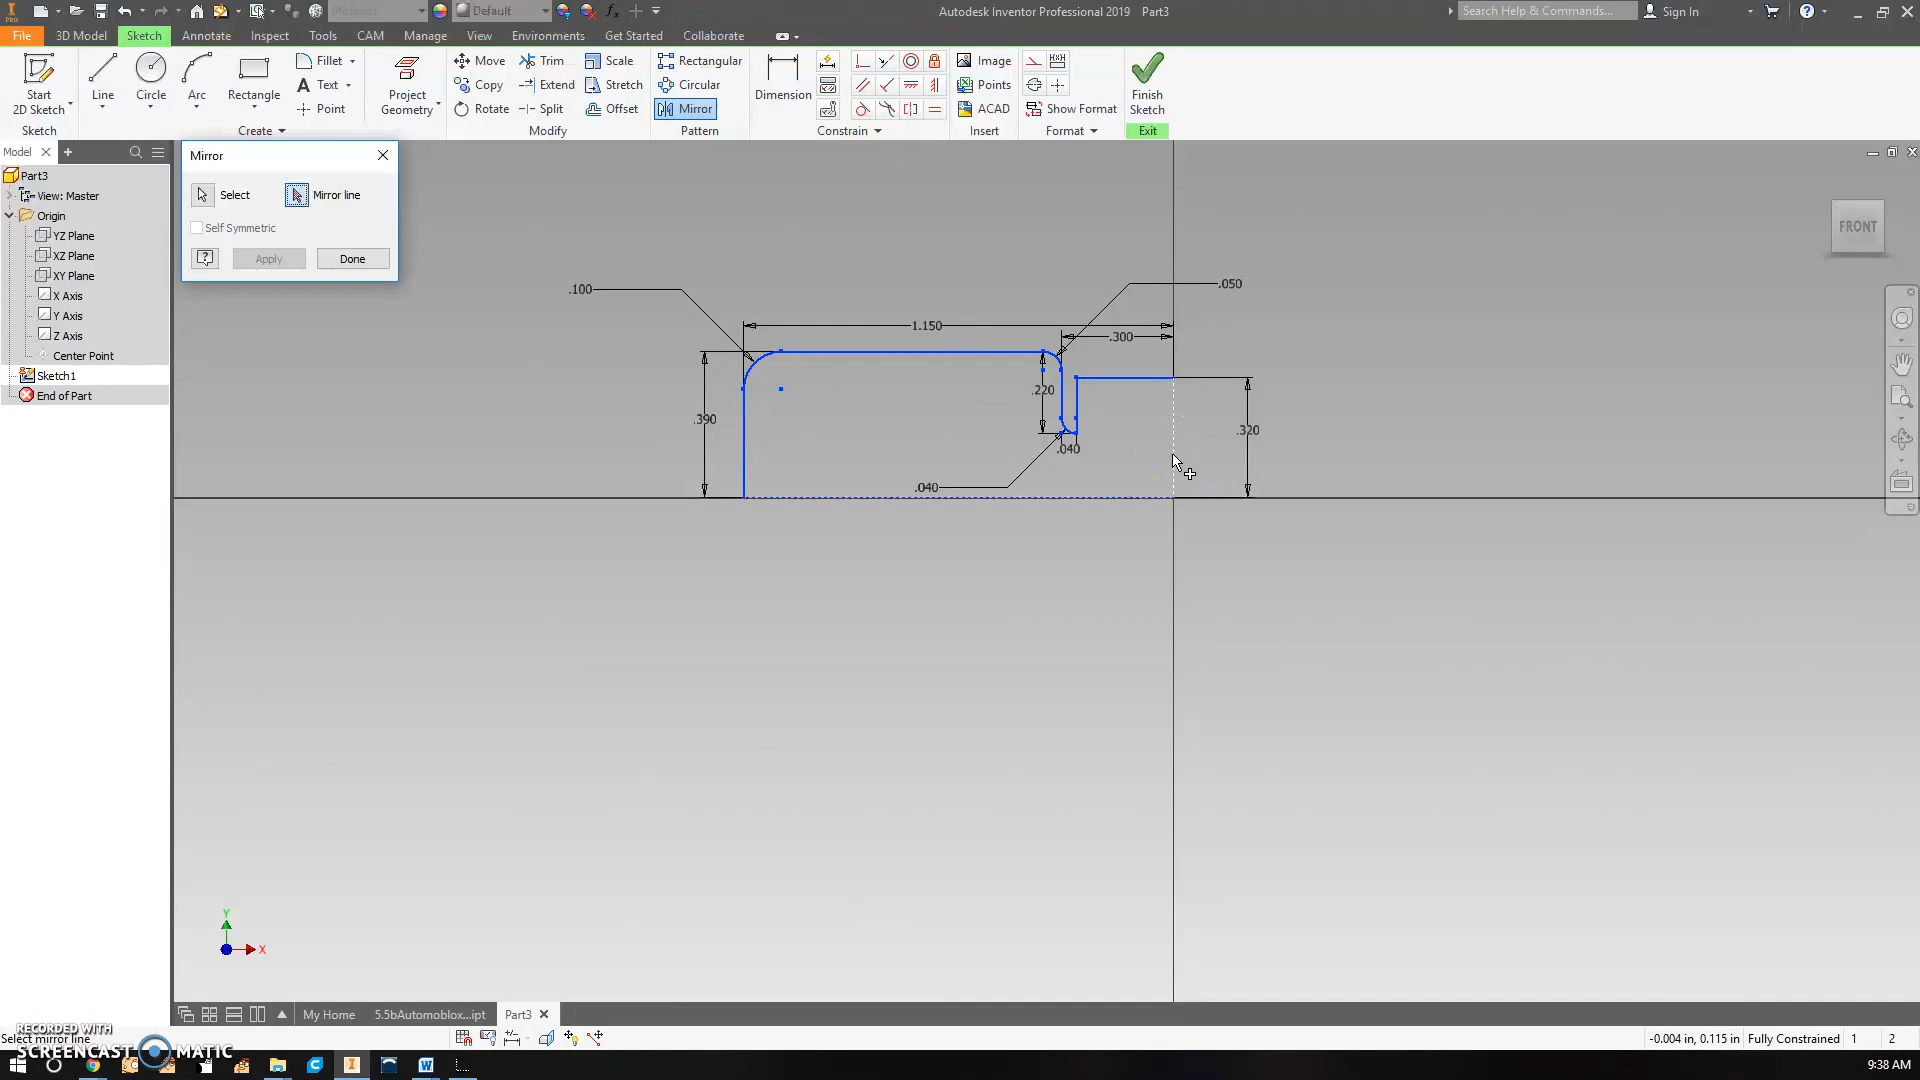 PRO
Material
Default
Autodesk Inventor Professional 2019 Part3
Search Help & Commands...
Sign In
File
3D Model
Sketch
Annotate
Inspect
Tools
CAM
Manage
View
Environments
Get Started
Collaborate
Start
2D Sketch
Line
Circle
Arc
Rectangle
Fillet
Text
Point
Project
Geometry
Move
Copy
Rotate
Trim
Extend
Split
Scale
Stretch
Offset
Rectangular
Circular
Mirror
Dimension
Image
Points
ACAD
Show Format
Finish
Sketch
Sketch
Create
Modify
Pattern
Constrain
Insert
Format
Exit
Model
Part3
View: Master
Origin
YZ Plane
XZ Plane
XY Plane
X Axis
Y Axis
Z Axis
Center Point
Sketch1
End of Part
Mirror
Select
Mirror line
Self Symmetric
Apply
Done
FRONT
.100
.050
1.150
.300
.220
.390
.320
.040
.040
Y
X
My Home
5.5bAutomoblox...ipt
Part3
RECORDED WITH
Select mirror line
SCREENCAST MATIC
-0.004 in, 0.115 in
Fully Constrained
1
2
9:38 AM